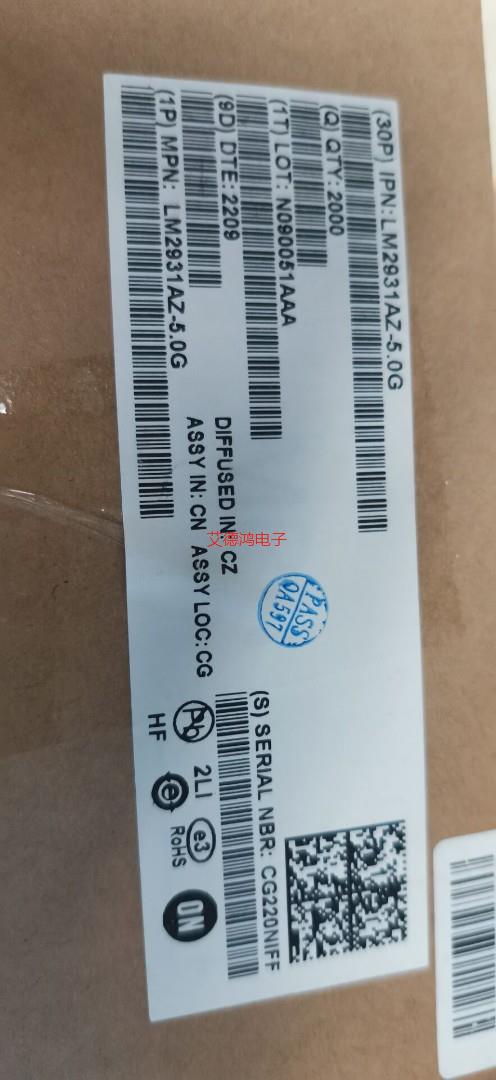 (30P) IPN:LM2931AZ-5.0G
(Q) QTY: 2000
(1T) LOT: N090051AAA
(9D) DTE: 2209
(1P) MPN: LM2931AZ-5.0G
DIFFUSED IN: CZ
ASSY IN: CN ASSY LOC: CG
艾德鸿电子
PASS
QA597
(S) SERIAL NBR: CG220NIFF
Pb 2LI e3
HF e RoHS
ON